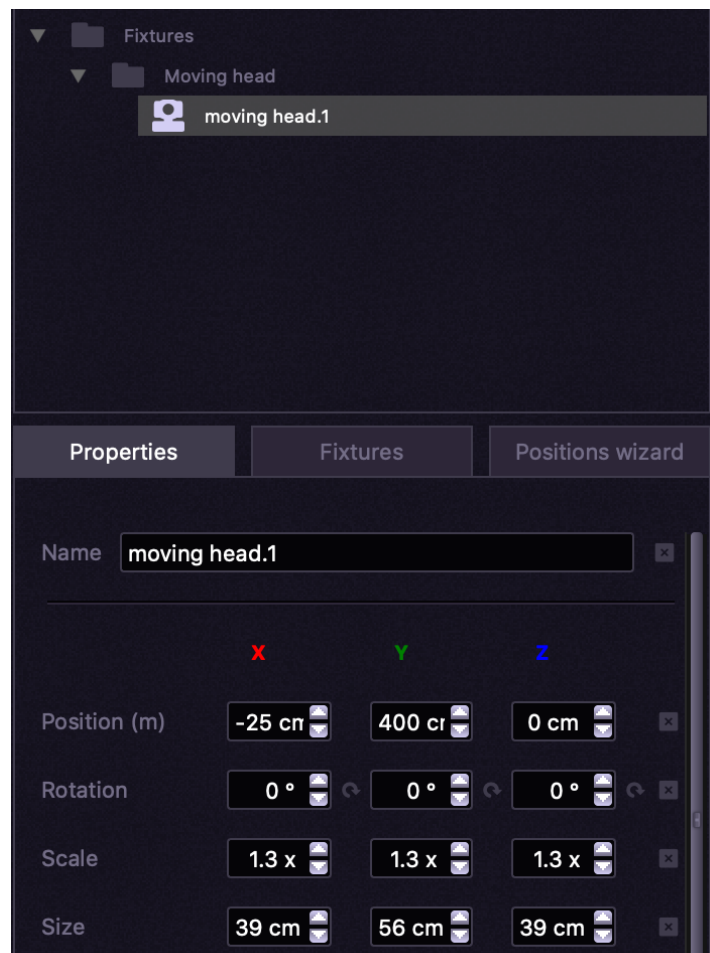 Fixtures
Moving head
moving head.1
Properties Fixtures Positions wizard
Name moving head.1
X Y Z
Position (m) -25 cm 400 cr 0 cm
Rotation 0 ° 0 ° 0 °
Scale 1.3 x 1.3 x 1.3 x
Size 39 cm 56 cm 39 cm